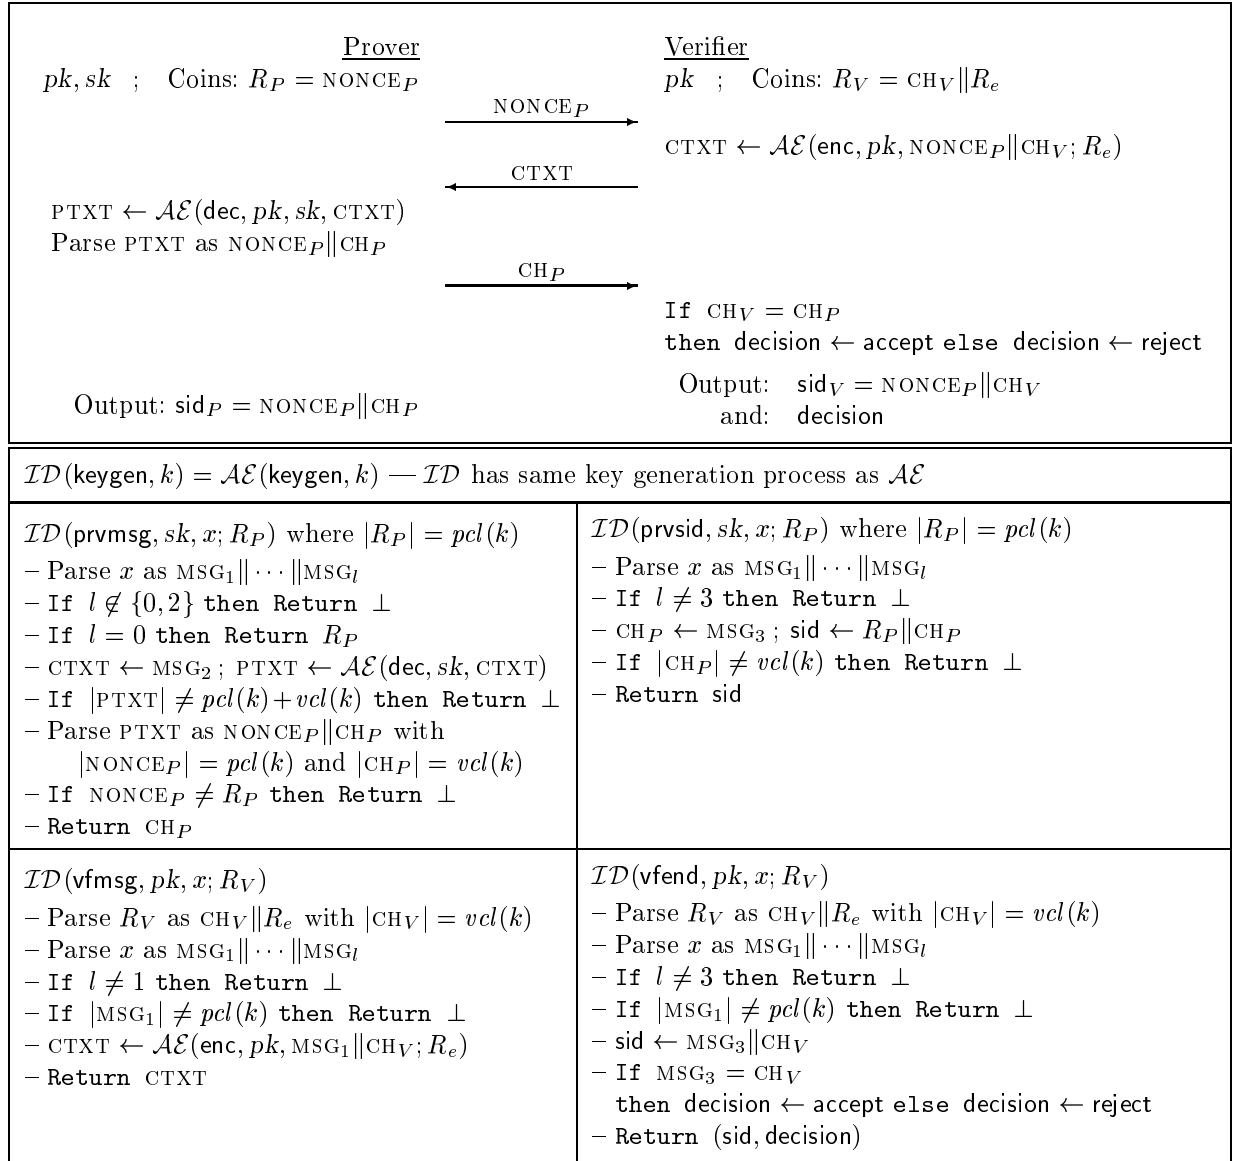 Prover Verifier
pk, sk ; Coins: R_P = NONCE_P pk ; Coins: R_V = CH_V||R_e
NONCE_P
CTXT ← 𝒜ℰ(enc, pk, NONCE_P||CH_V; R_e)
CTXT
PTXT ← 𝒜ℰ(dec, pk, sk, CTXT)
Parse PTXT as NONCE_P||CH_P
CH_P
If CH_V = CH_P
then decision ← accept else decision ← reject
Output: sid_V = NONCE_P||CH_V
Output: sid_P = NONCE_P||CH_P
and: decision
ℐ𝒟(keygen, k) = 𝒜ℰ(keygen, k) — ℐ𝒟 has same key generation process as 𝒜ℰ
ℐ𝒟(prvmsg, sk, x; R_P) where |R_P| = pcl(k)
– Parse x as MSG_1|| ··· ||MSG_l
– If l ∉ {0, 2} then Return ⊥
– If l = 0 then Return R_P
– CTXT ← MSG_2 ; PTXT ← 𝒜ℰ(dec, sk, CTXT)
– If |PTXT| ≠ pcl(k)+vcl(k) then Return ⊥
– Parse PTXT as NONCE_P||CH_P with
|NONCE_P| = pcl(k) and |CH_P| = vcl(k)
– If NONCE_P ≠ R_P then Return ⊥
– Return CH_P
ℐ𝒟(prvsid, sk, x; R_P) where |R_P| = pcl(k)
– Parse x as MSG_1|| ··· ||MSG_l
– If l ≠ 3 then Return ⊥
– CH_P ← MSG_3 ; sid ← R_P||CH_P
– If |CH_P| ≠ vcl(k) then Return ⊥
– Return sid
ℐ𝒟(vfmsg, pk, x; R_V)
– Parse R_V as CH_V||R_e with |CH_V| = vcl(k)
– Parse x as MSG_1|| ··· ||MSG_l
– If l ≠ 1 then Return ⊥
– If |MSG_1| ≠ pcl(k) then Return ⊥
– CTXT ← 𝒜ℰ(enc, pk, MSG_1||CH_V; R_e)
– Return CTXT
ℐ𝒟(vfend, pk, x; R_V)
– Parse R_V as CH_V||R_e with |CH_V| = vcl(k)
– Parse x as MSG_1|| ··· ||MSG_l
– If l ≠ 3 then Return ⊥
– If |MSG_1| ≠ pcl(k) then Return ⊥
– sid ← MSG_3||CH_V
– If MSG_3 = CH_V
then decision ← accept else decision ← reject
– Return (sid, decision)